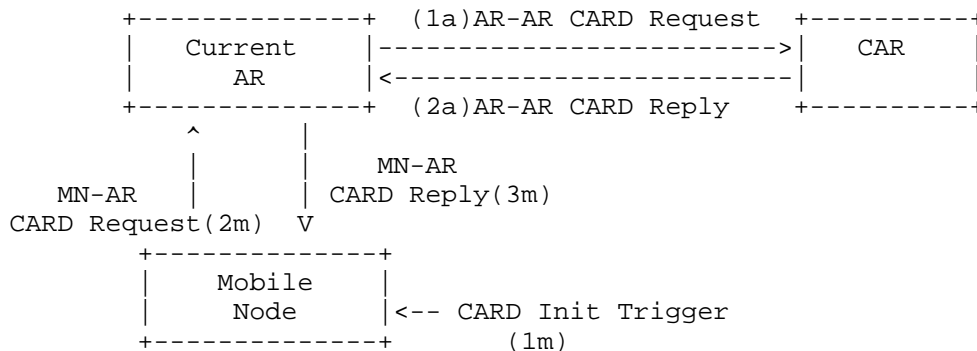 +--------------+  (1a)AR-AR CARD Request  +----------+
|   Current    |------------------------->|   CAR    |
|      AR      |<-------------------------|          |
+--------------+  (2a)AR-AR CARD Reply    +----------+
^      |
|      |    MN-AR
MN-AR   |      | CARD Reply(3m)
CARD Request(2m)  V
+--------------+
|    Mobile    |
|     Node     |<-- CARD Init Trigger
+--------------+       (1m)